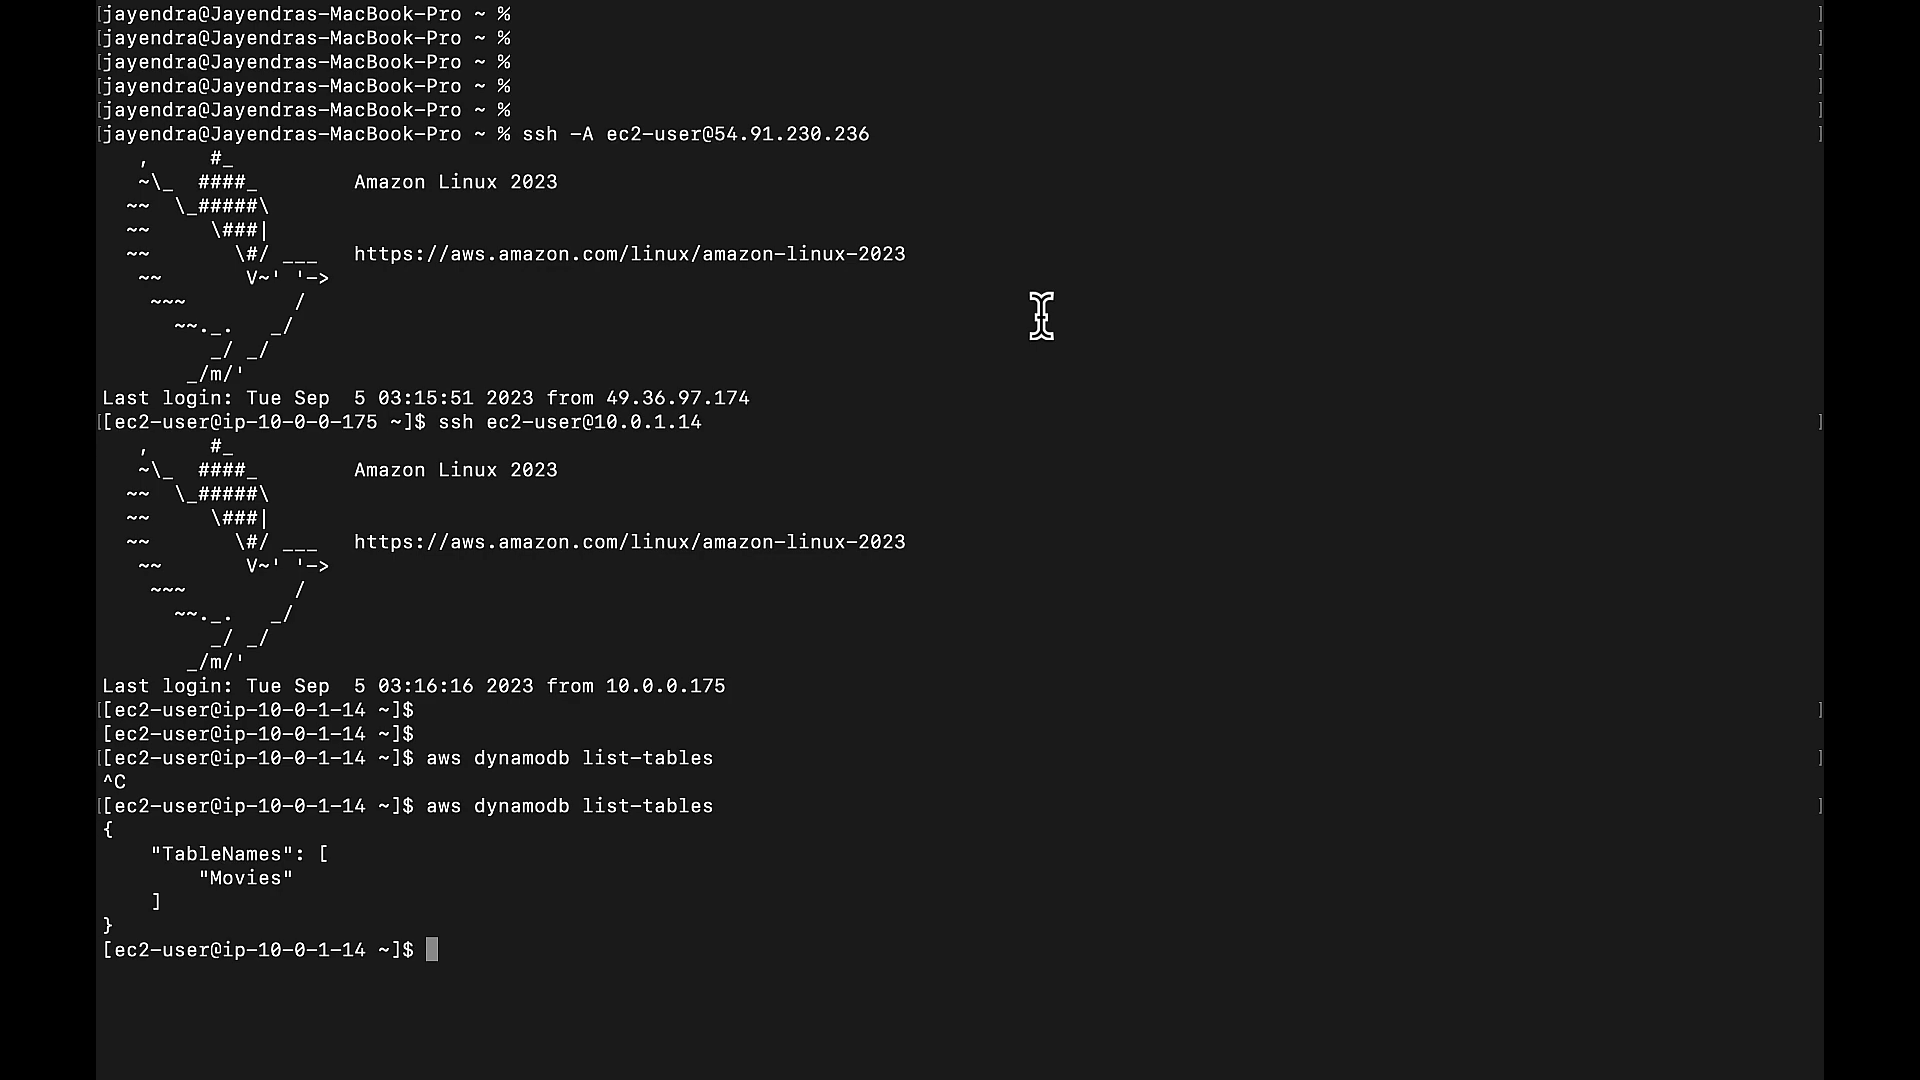 [jayendra@Jayendras-MacBook-Pro ~ % ]
[jayendra@Jayendras-MacBook-Pro ~ % ]
[jayendra@Jayendras-MacBook-Pro ~ % ]
[jayendra@Jayendras-MacBook-Pro ~ % ]
[jayendra@Jayendras-MacBook-Pro ~ % ]
[jayendra@Jayendras-MacBook-Pro ~ % ssh -A ec2-user@54.91.230.236 ]
   ,     #_
   ~\_  ####_        Amazon Linux 2023
  ~~  \_#####\
  ~~     \###|
  ~~       \#/ ___   https://aws.amazon.com/linux/amazon-linux-2023
   ~~       V~' '->
    ~~~         /
      ~~._.   _/
         _/ _/
       _/m/'
Last login: Tue Sep  5 03:15:51 2023 from 49.36.97.174
[[ec2-user@ip-10-0-0-175 ~]$ ssh ec2-user@10.0.1.14 ]
   ,     #_
   ~\_  ####_        Amazon Linux 2023
  ~~  \_#####\
  ~~     \###|
  ~~       \#/ ___   https://aws.amazon.com/linux/amazon-linux-2023
   ~~       V~' '->
    ~~~         /
      ~~._.   _/
         _/ _/
       _/m/'
Last login: Tue Sep  5 03:16:16 2023 from 10.0.0.175
[[ec2-user@ip-10-0-1-14 ~]$ ]
[ec2-user@ip-10-0-1-14 ~]$
[[ec2-user@ip-10-0-1-14 ~]$ aws dynamodb list-tables ]
^C
[[ec2-user@ip-10-0-1-14 ~]$ aws dynamodb list-tables ]
{
    "TableNames": [
        "Movies"
    ]
}
[ec2-user@ip-10-0-1-14 ~]$